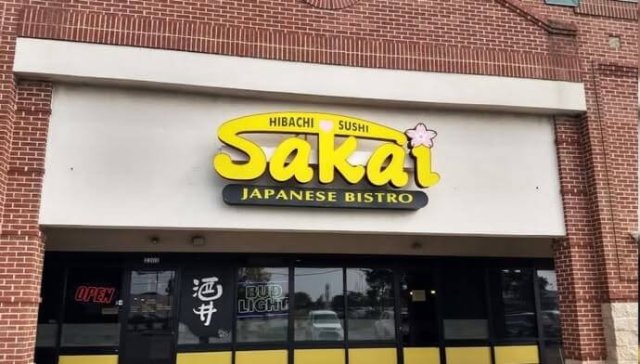 HIBACHI SUSHI
Sakai
JAPANESE BISTRO
OPEN
酒井
BUD
LIGHT